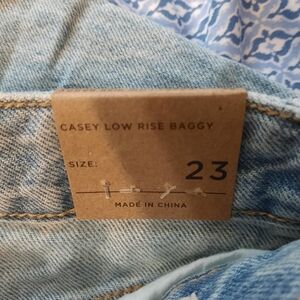 CASEY LOW RISE BAGGY
SIZE: 23
MADE IN CHINA